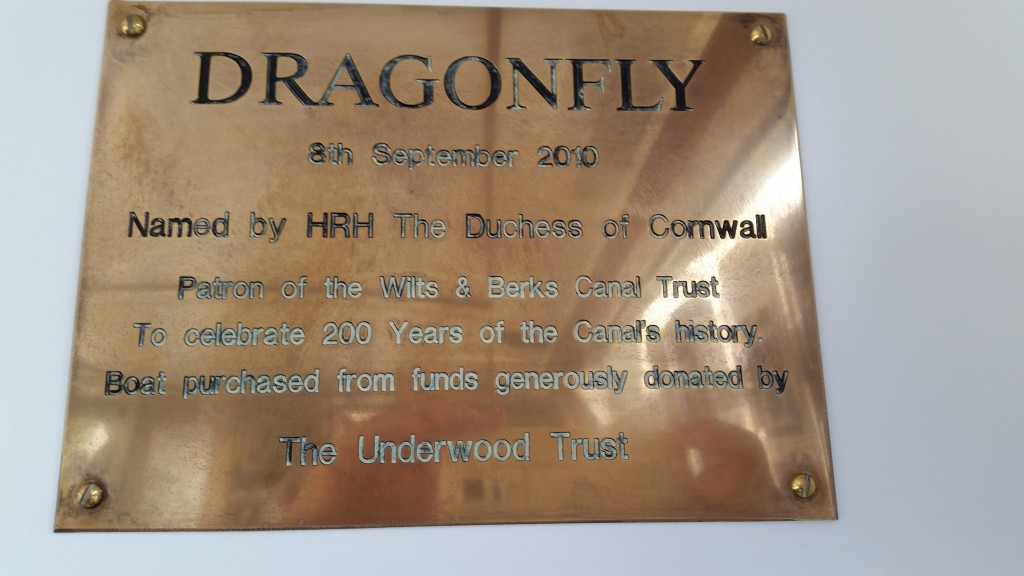 DRAGONFLY
8th September 2010
Named by HRH The Duchess of Cornwall
Patron of the Wilts & Berks Canal Trust
To celebrate 200 Years of the Canal's history.
Boat purchased from funds generously donated by
The Underwood Trust